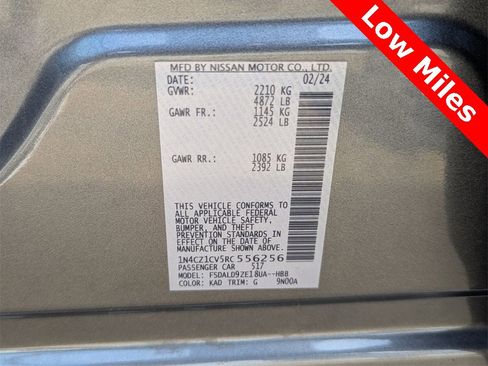 Low Miles
MFD BY NISSAN MOTOR CO., LTD.
DATE: 02/24
GVWR: 2210 KG
4872 LB
GAWR FR.: 1145 KG
2524 LB
GAWR RR.: 1085 KG
2392 LB
THIS VEHICLE CONFORMS TO
ALL APPLICABLE FEDERAL
MOTOR VEHICLE SAFETY,
BUMPER, AND THEFT
PREVENTION STANDARDS IN
EFFECT ON THE DATE OF
MANUFACTURE SHOWN ABOVE.
1N4CZ1CV5RC556256
PASSENGER CAR 517
MODEL: FSDALD9ZE18UA--HBB
COLOR: KAD TRIM: G 9N00A